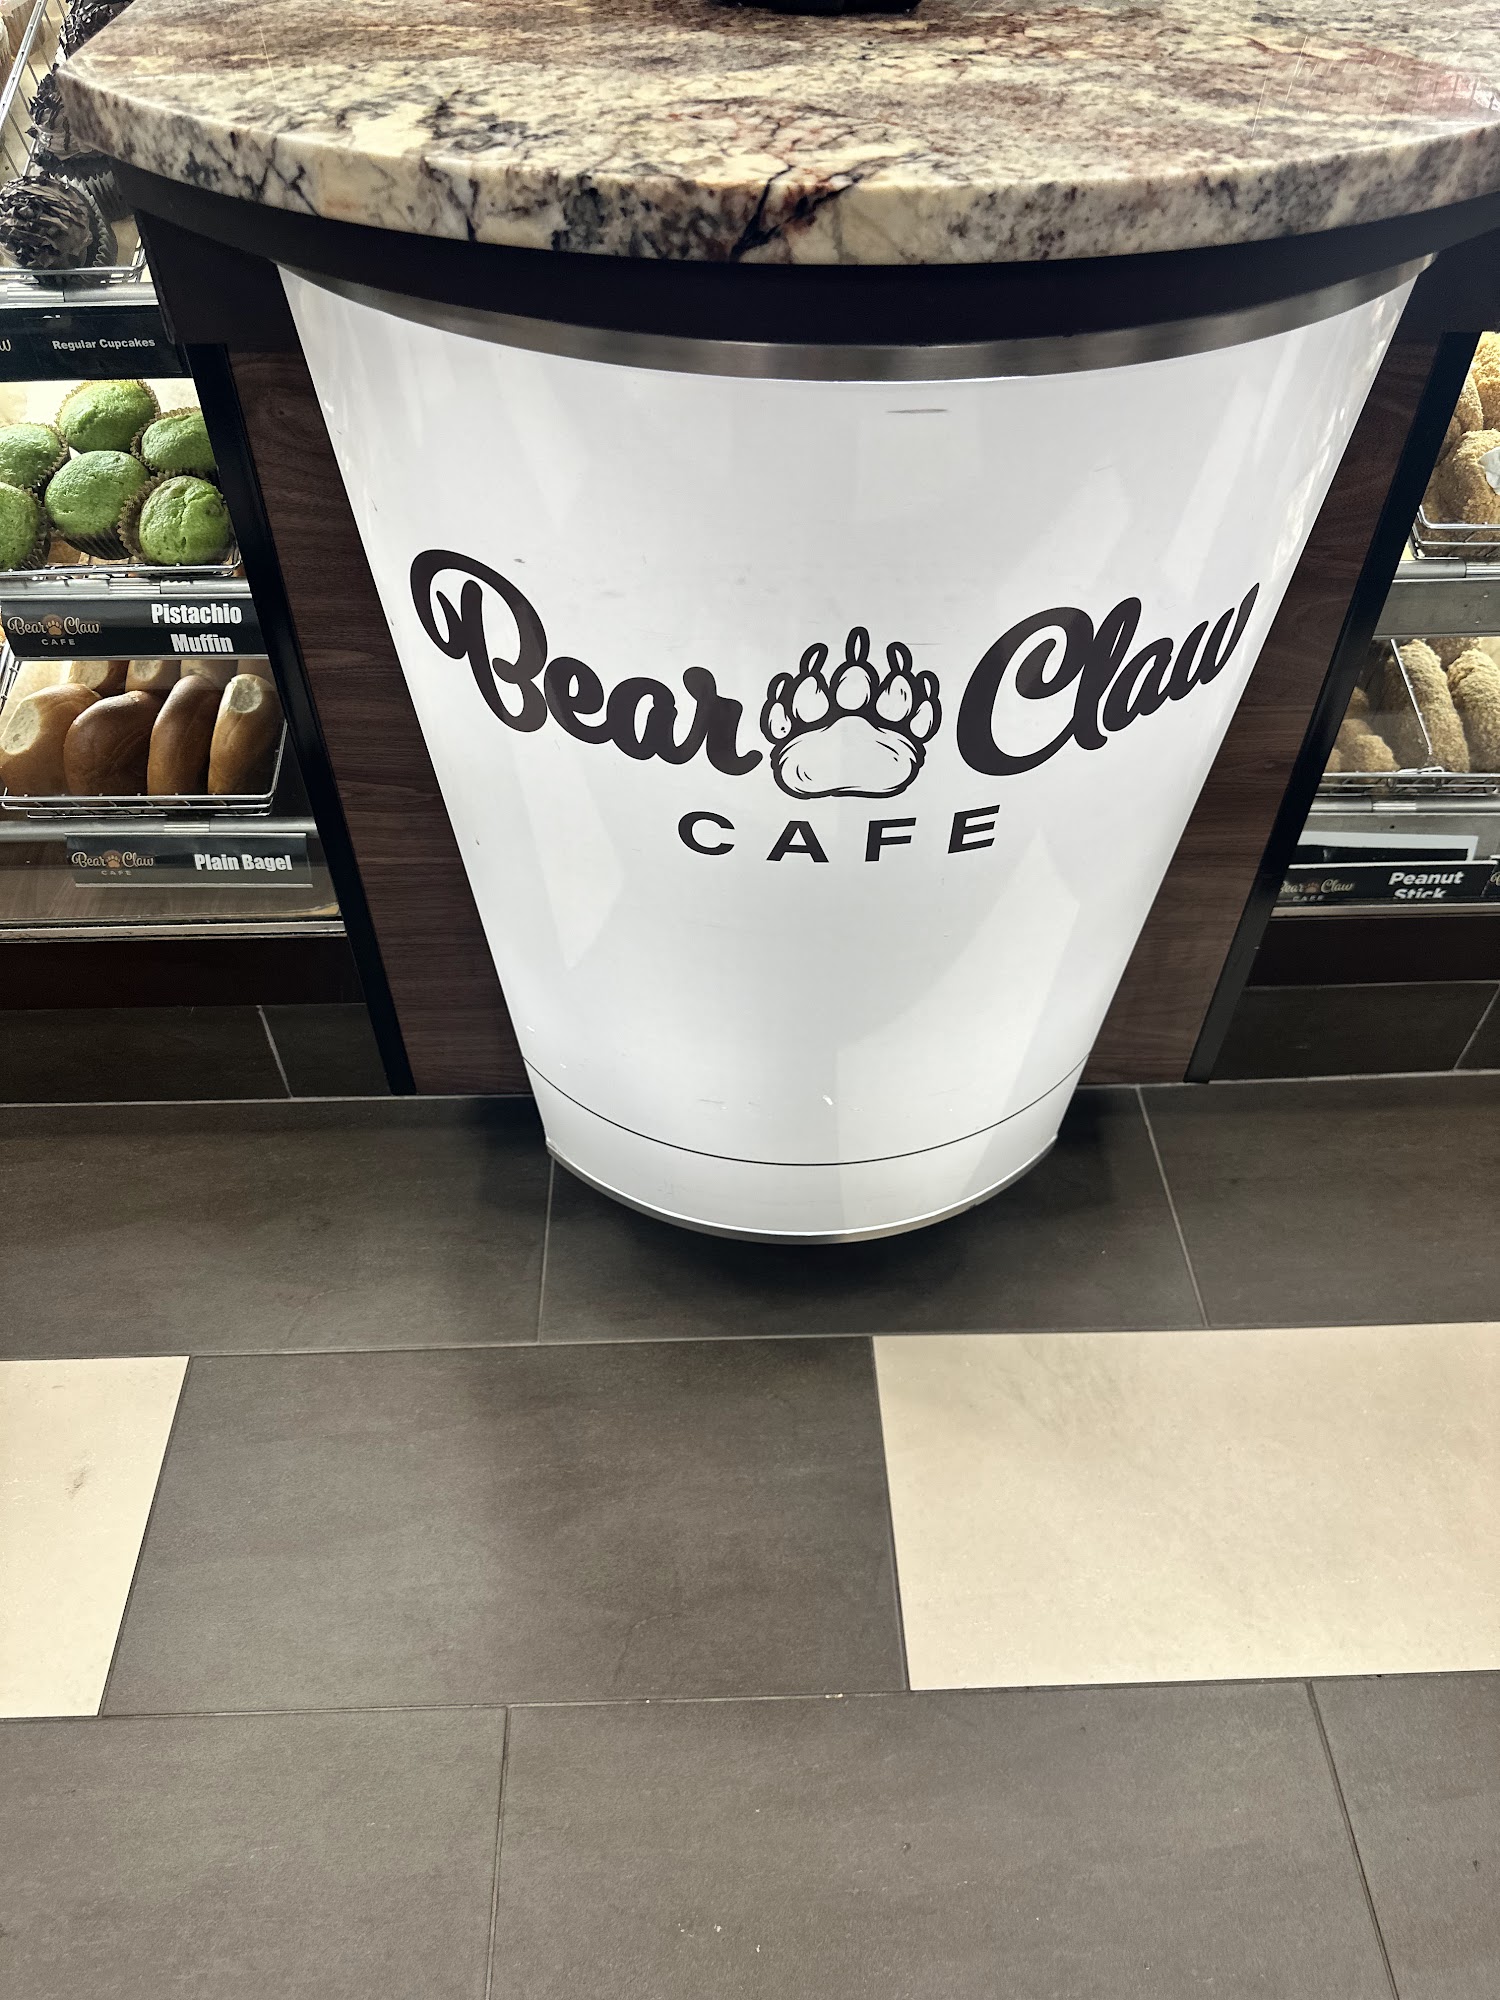 Regular Cupcakes
Bear Claw
CAFE
Pistachio
Muffin
Bear Claw
CAFE
Plain Bagel
Bear Claw
CAFE
Bear Claw
CAFE
Peanut
Stick